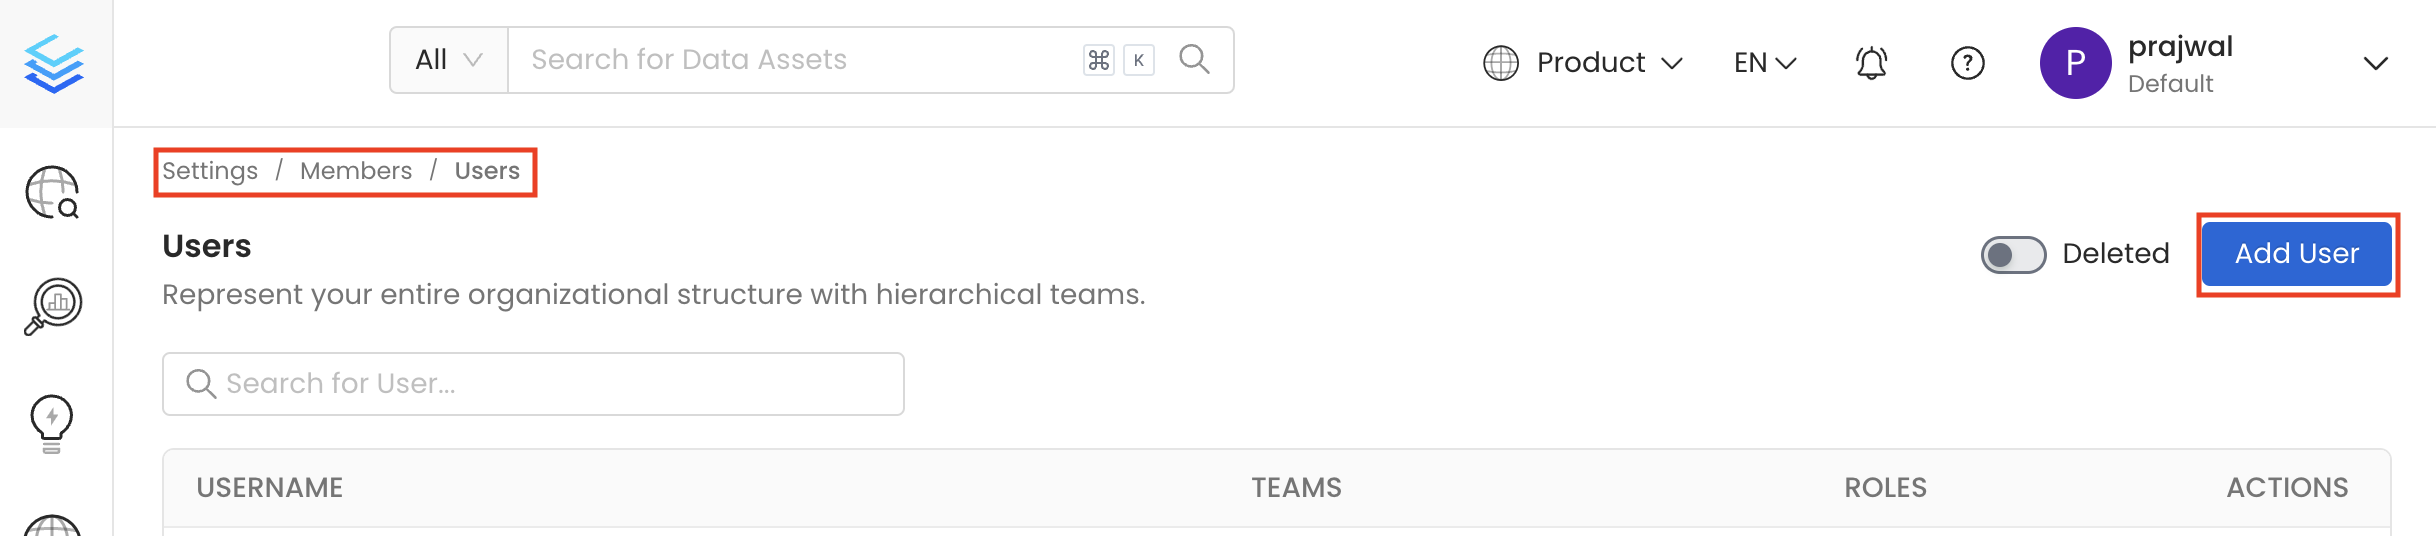 All Search for Data Assets ⌘ K Product EN ? P prajwal
Default
Settings / Members / Users
Users
Deleted Add User
Represent your entire organizational structure with hierarchical teams.
Search for User...
USERNAME TEAMS ROLES ACTIONS